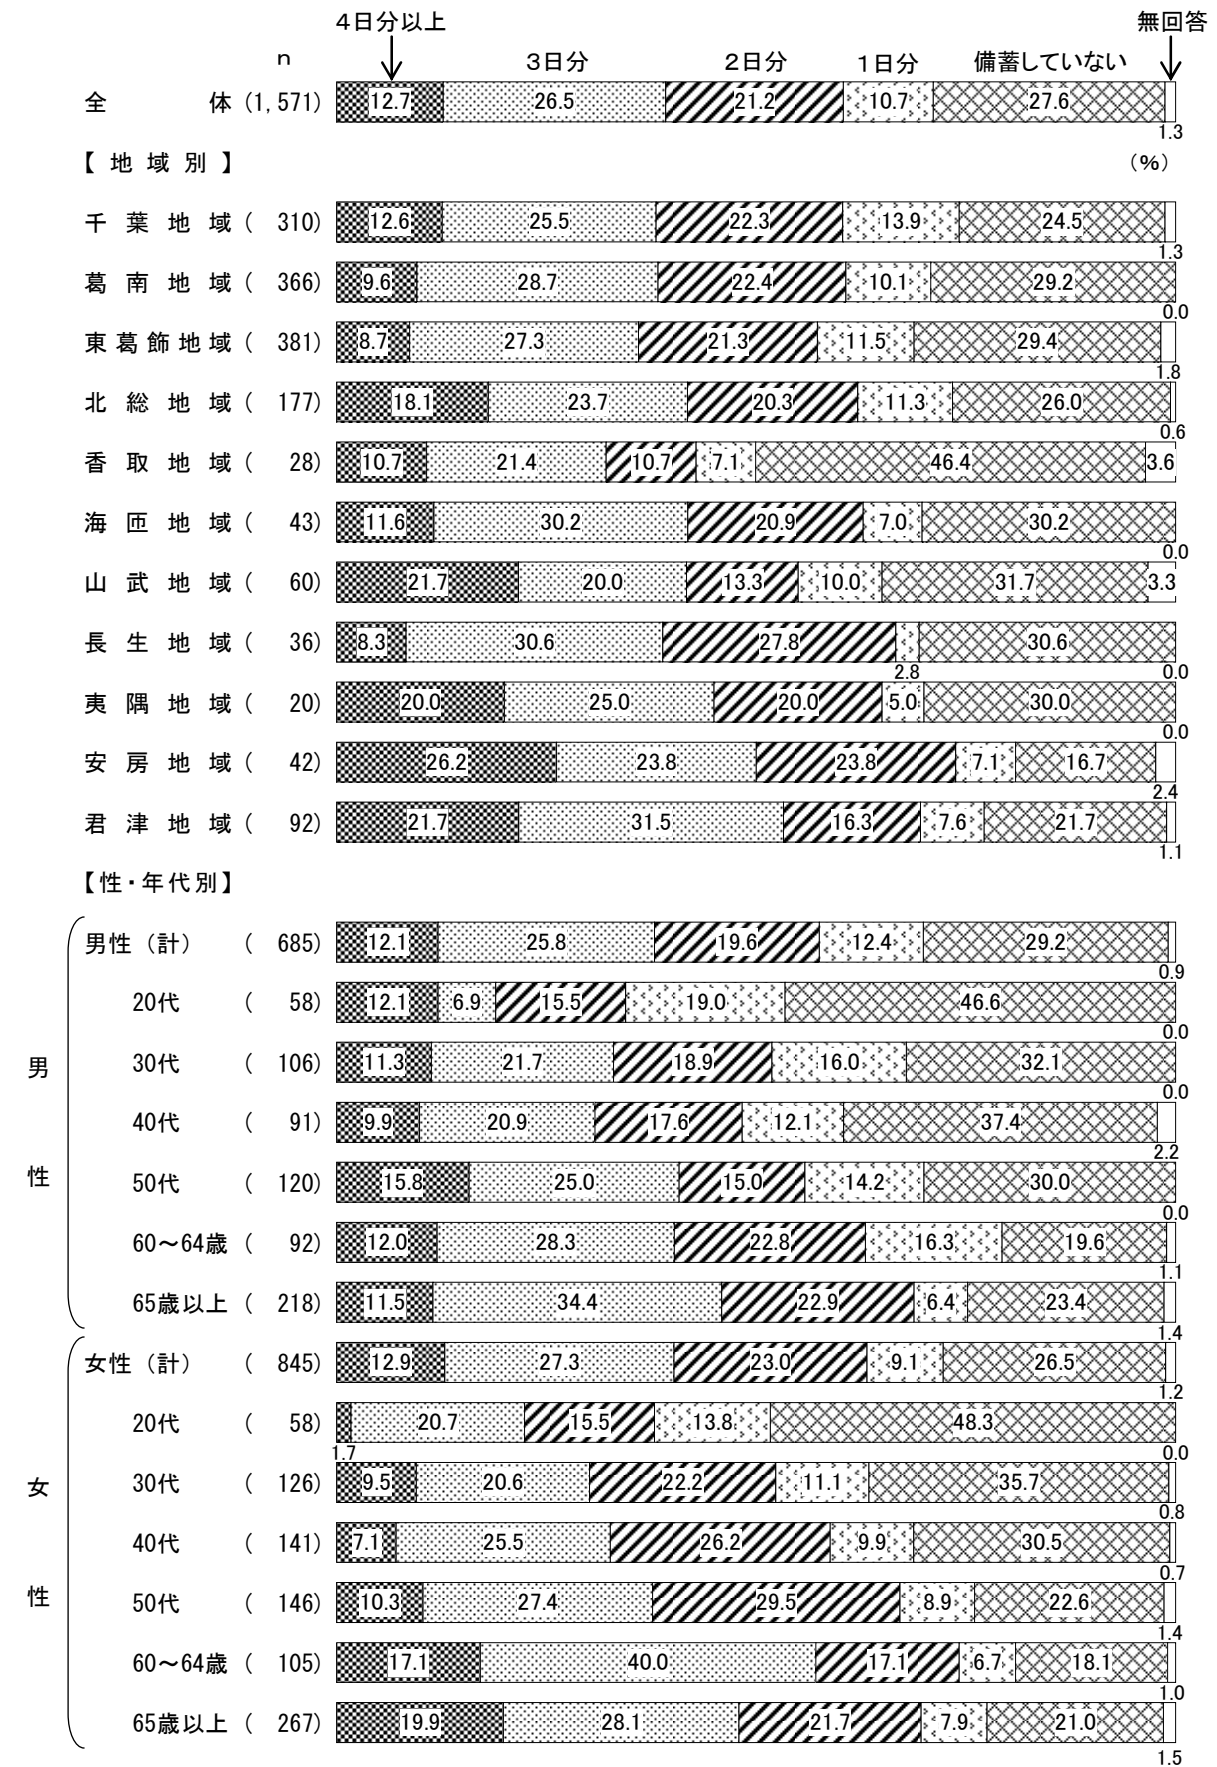 4日分以上 無回答
n 3日分 2日分 1日分 備蓄していない
全体 (1,571) 12.7 26.5 21.2 10.7 27.6
1.3
【地域別】 (%)
千葉地域 ( 310) 12.6 25.5 22.3 13.9 24.5
1.3
葛南地域 ( 366) 9.6 28.7 22.4 10.1 29.2
0.0
東葛飾地域 ( 381) 8.7 27.3 21.3 11.5 29.4
1.8
北総地域 ( 177) 18.1 23.7 20.3 11.3 26.0
0.6
香取地域 ( 28) 10.7 21.4 10.7 7.1 46.4 3.6
海匝地域 ( 43) 11.6 30.2 20.9 7.0 30.2
0.0
山武地域 ( 60) 21.7 20.0 13.3 10.0 31.7 3.3
長生地域 ( 36) 8.3 30.6 27.8 30.6
2.8 0.0
夷隅地域 ( 20) 20.0 25.0 20.0 5.0 30.0
0.0
安房地域 ( 42) 26.2 23.8 23.8 7.1 16.7
2.4
君津地域 ( 92) 21.7 31.5 16.3 7.6 21.7
1.1
【性・年代別】
男性
男性（計） ( 685) 12.1 25.8 19.6 12.4 29.2
0.9
20代 ( 58) 12.1 6.9 15.5 19.0 46.6
0.0
30代 ( 106) 11.3 21.7 18.9 16.0 32.1
0.0
40代 ( 91) 9.9 20.9 17.6 12.1 37.4
2.2
50代 ( 120) 15.8 25.0 15.0 14.2 30.0
0.0
60～64歳 ( 92) 12.0 28.3 22.8 16.3 19.6
1.1
65歳以上 ( 218) 11.5 34.4 22.9 6.4 23.4
1.4
女性
女性（計） ( 845) 12.9 27.3 23.0 9.1 26.5
1.2
20代 ( 58) 20.7 15.5 13.8 48.3
1.7 0.0
30代 ( 126) 9.5 20.6 22.2 11.1 35.7
0.8
40代 ( 141) 7.1 25.5 26.2 9.9 30.5
0.7
50代 ( 146) 10.3 27.4 29.5 8.9 22.6
1.4
60～64歳 ( 105) 17.1 40.0 17.1 6.7 18.1
1.0
65歳以上 ( 267) 19.9 28.1 21.7 7.9 21.0
1.5